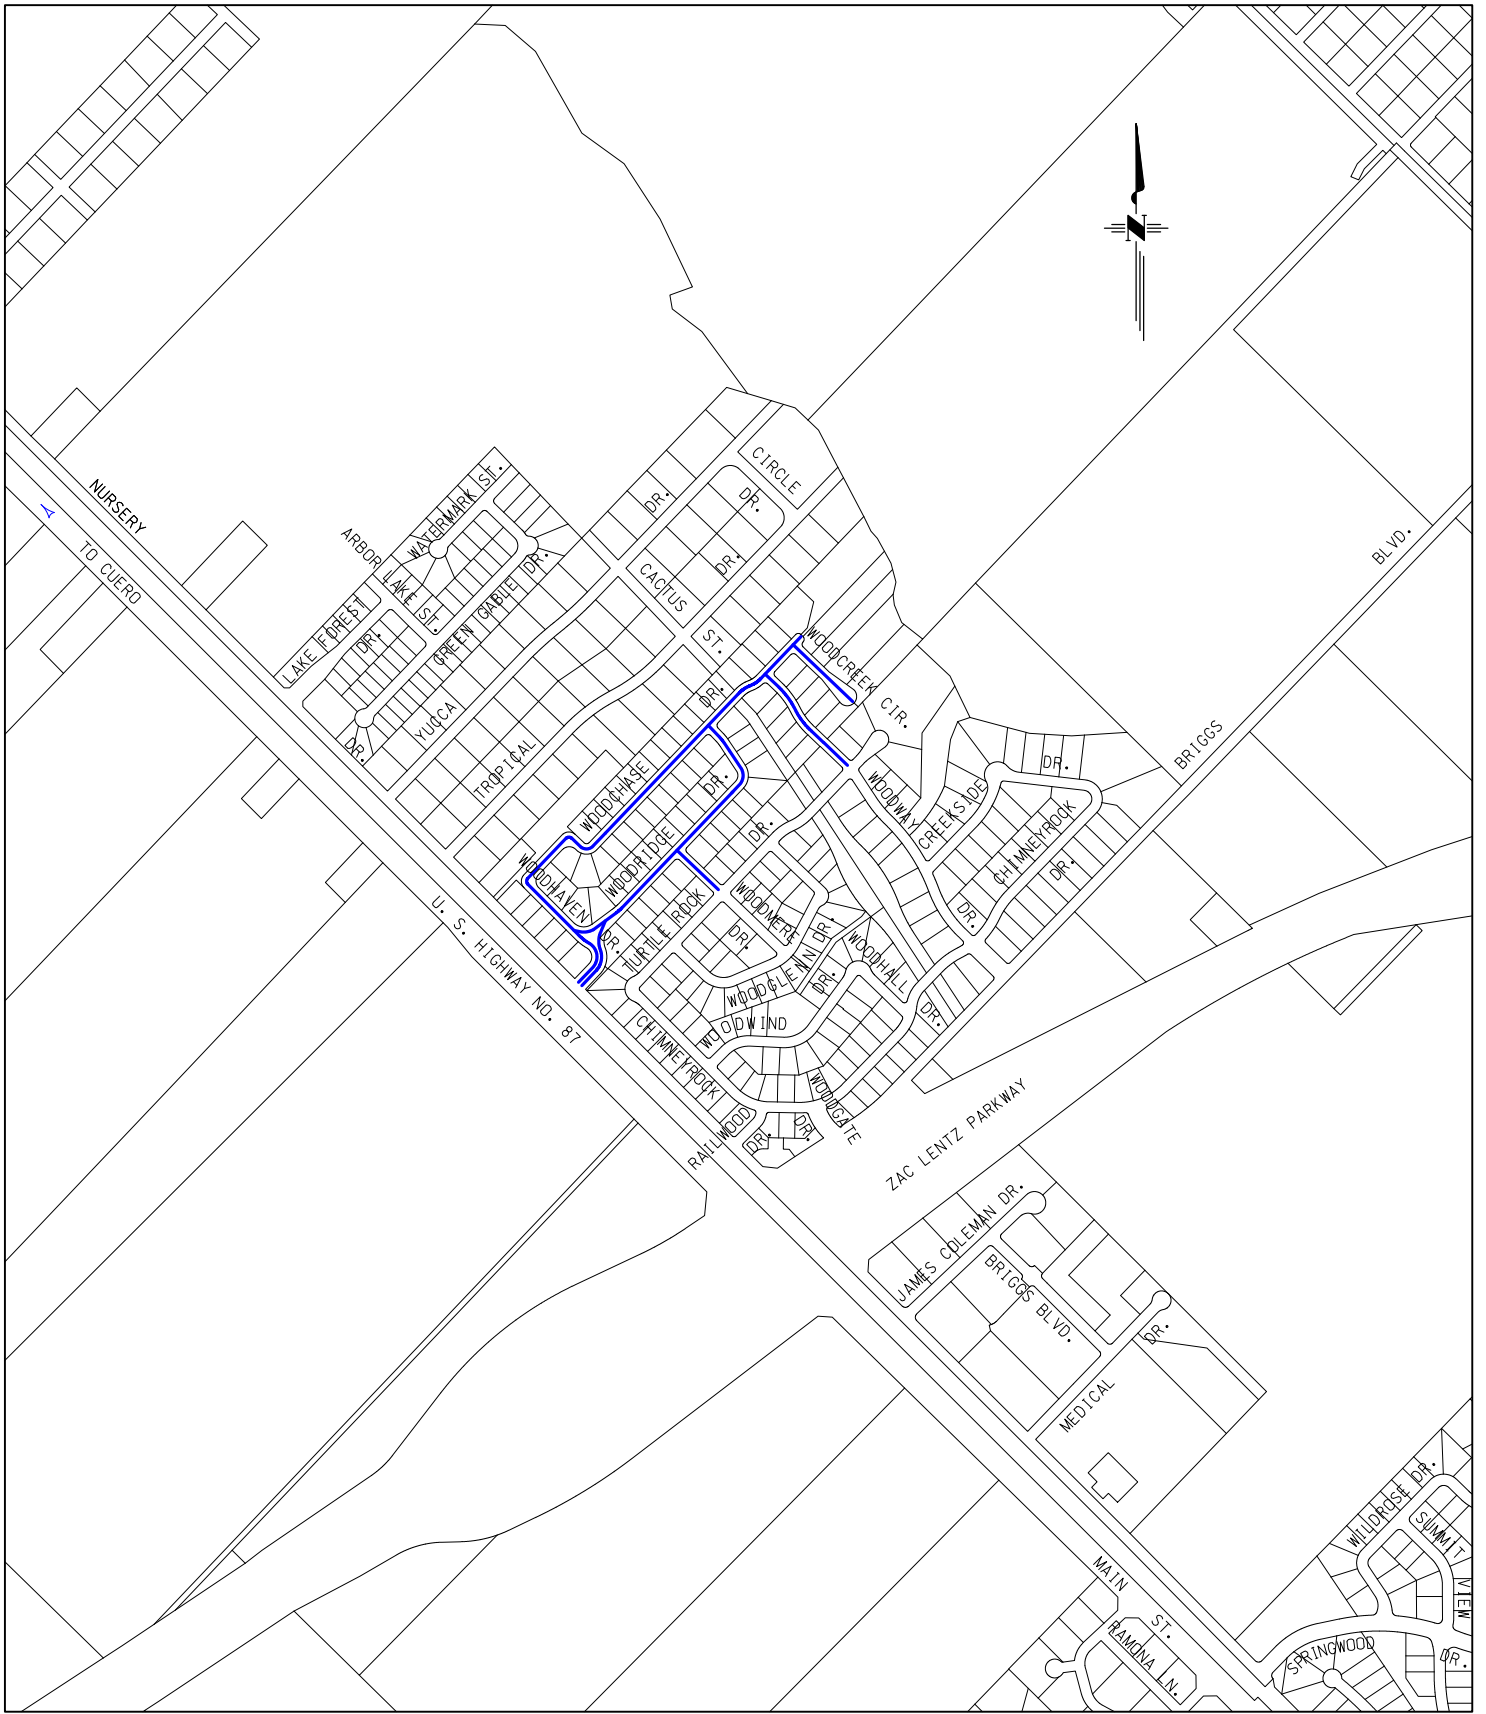 N
CIRCLE
DR.
DR.
CACTUS
ST.
DR.
NURSERY
TO CUERO
WATERMARK ST.
ARBOR LAKE ST.
LAKE FOREST
DR.
GREEN GABLE DR.
DR.
YUCCA
TROPICAL
WOODCREEK CIR.
DR.
WOODCHASE
DR.
WOODRIDGE
WOODHAVEN
DR.
DR.
TURTLE ROCK
WOODWAY
DR.
CREEKSIDE
DR.
CHIMNEYROCK
DR.
BRIGGS
BLVD.
WOODMERE
DR.
WOODGLENN DR.
WOODHALL
DR.
WOODWIND
DR.
CHIMNEYROCK
DR.
WOODGATE
RAILWOOD
DR.
U. S. HIGHWAY NO. 87
ZAC LENTZ PARKWAY
JAMES COLEMAN DR.
BRIGGS BLVD.
MEDICAL
DR.
MAIN
ST.
RAMONA LN.
WILDROSE DR.
SUMMIT
VIEW
SPRINGWOOD
DR.